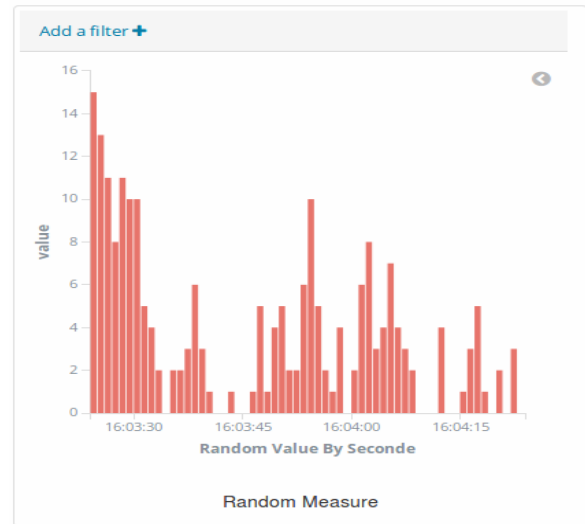 Add a filter +
16
14
12
10
8
6
4
2
0
value
16:03:30 16:03:45 16:04:00 16:04:15
Random Value By Seconde
Random Measure